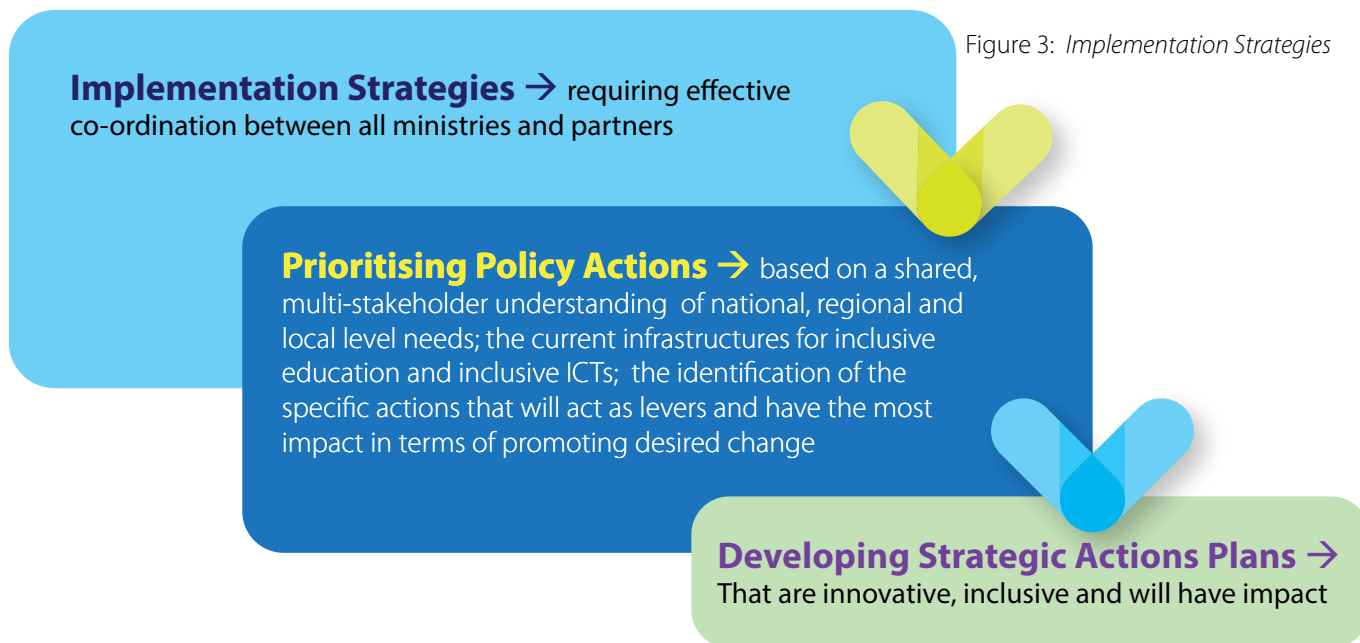 Figure 3: Implementation Strategies
Implementation Strategies → requiring effective
co-ordination between all ministries and partners
Prioritising Policy Actions → based on a shared,
multi-stakeholder understanding of national, regional and
local level needs; the current infrastructures for inclusive
education and inclusive ICTs; the identification of the
specific actions that will act as levers and have the most
impact in terms of promoting desired change
Developing Strategic Actions Plans →
That are innovative, inclusive and will have impact